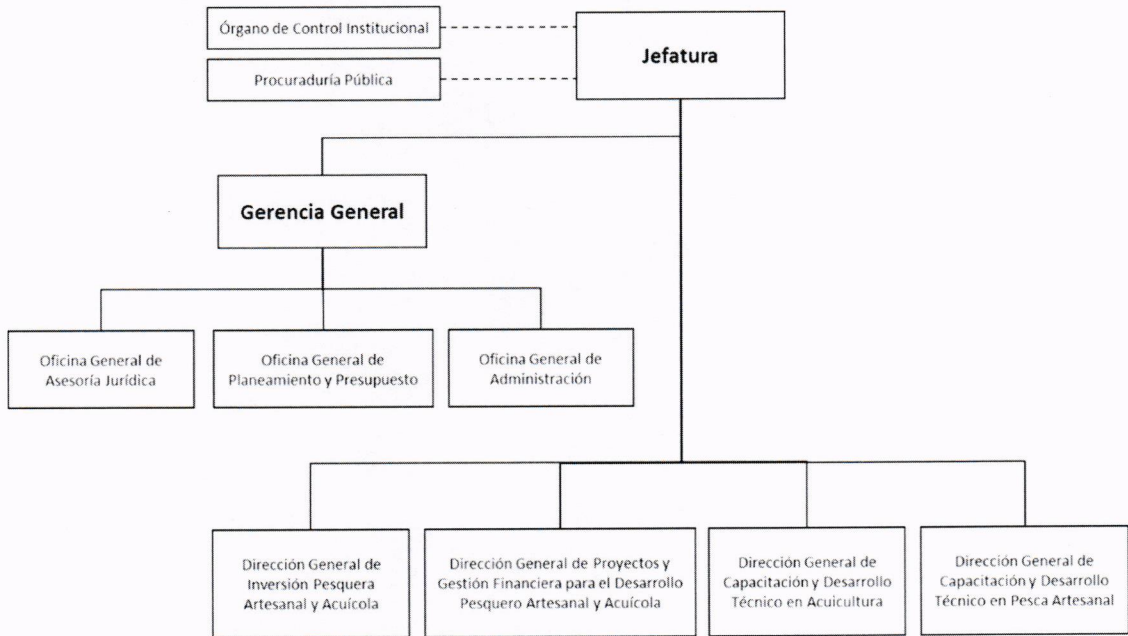 Órgano de Control Institucional
Jefatura
Procuraduría Pública
Gerencia General
Oficina General de
Asesoría Jurídica
Oficina General de
Planeamiento y Presupuesto
Oficina General de
Administración
Dirección General de
Inversión Pesquera
Artesanal y Acuícola
Dirección General de Proyectos y
Gestión Financiera para el Desarrollo
Pesquero Artesanal y Acuícola
Dirección General de
Capacitación y Desarrollo
Técnico en Acuicultura
Dirección General de
Capacitación y Desarrollo
Técnico en Pesca Artesanal